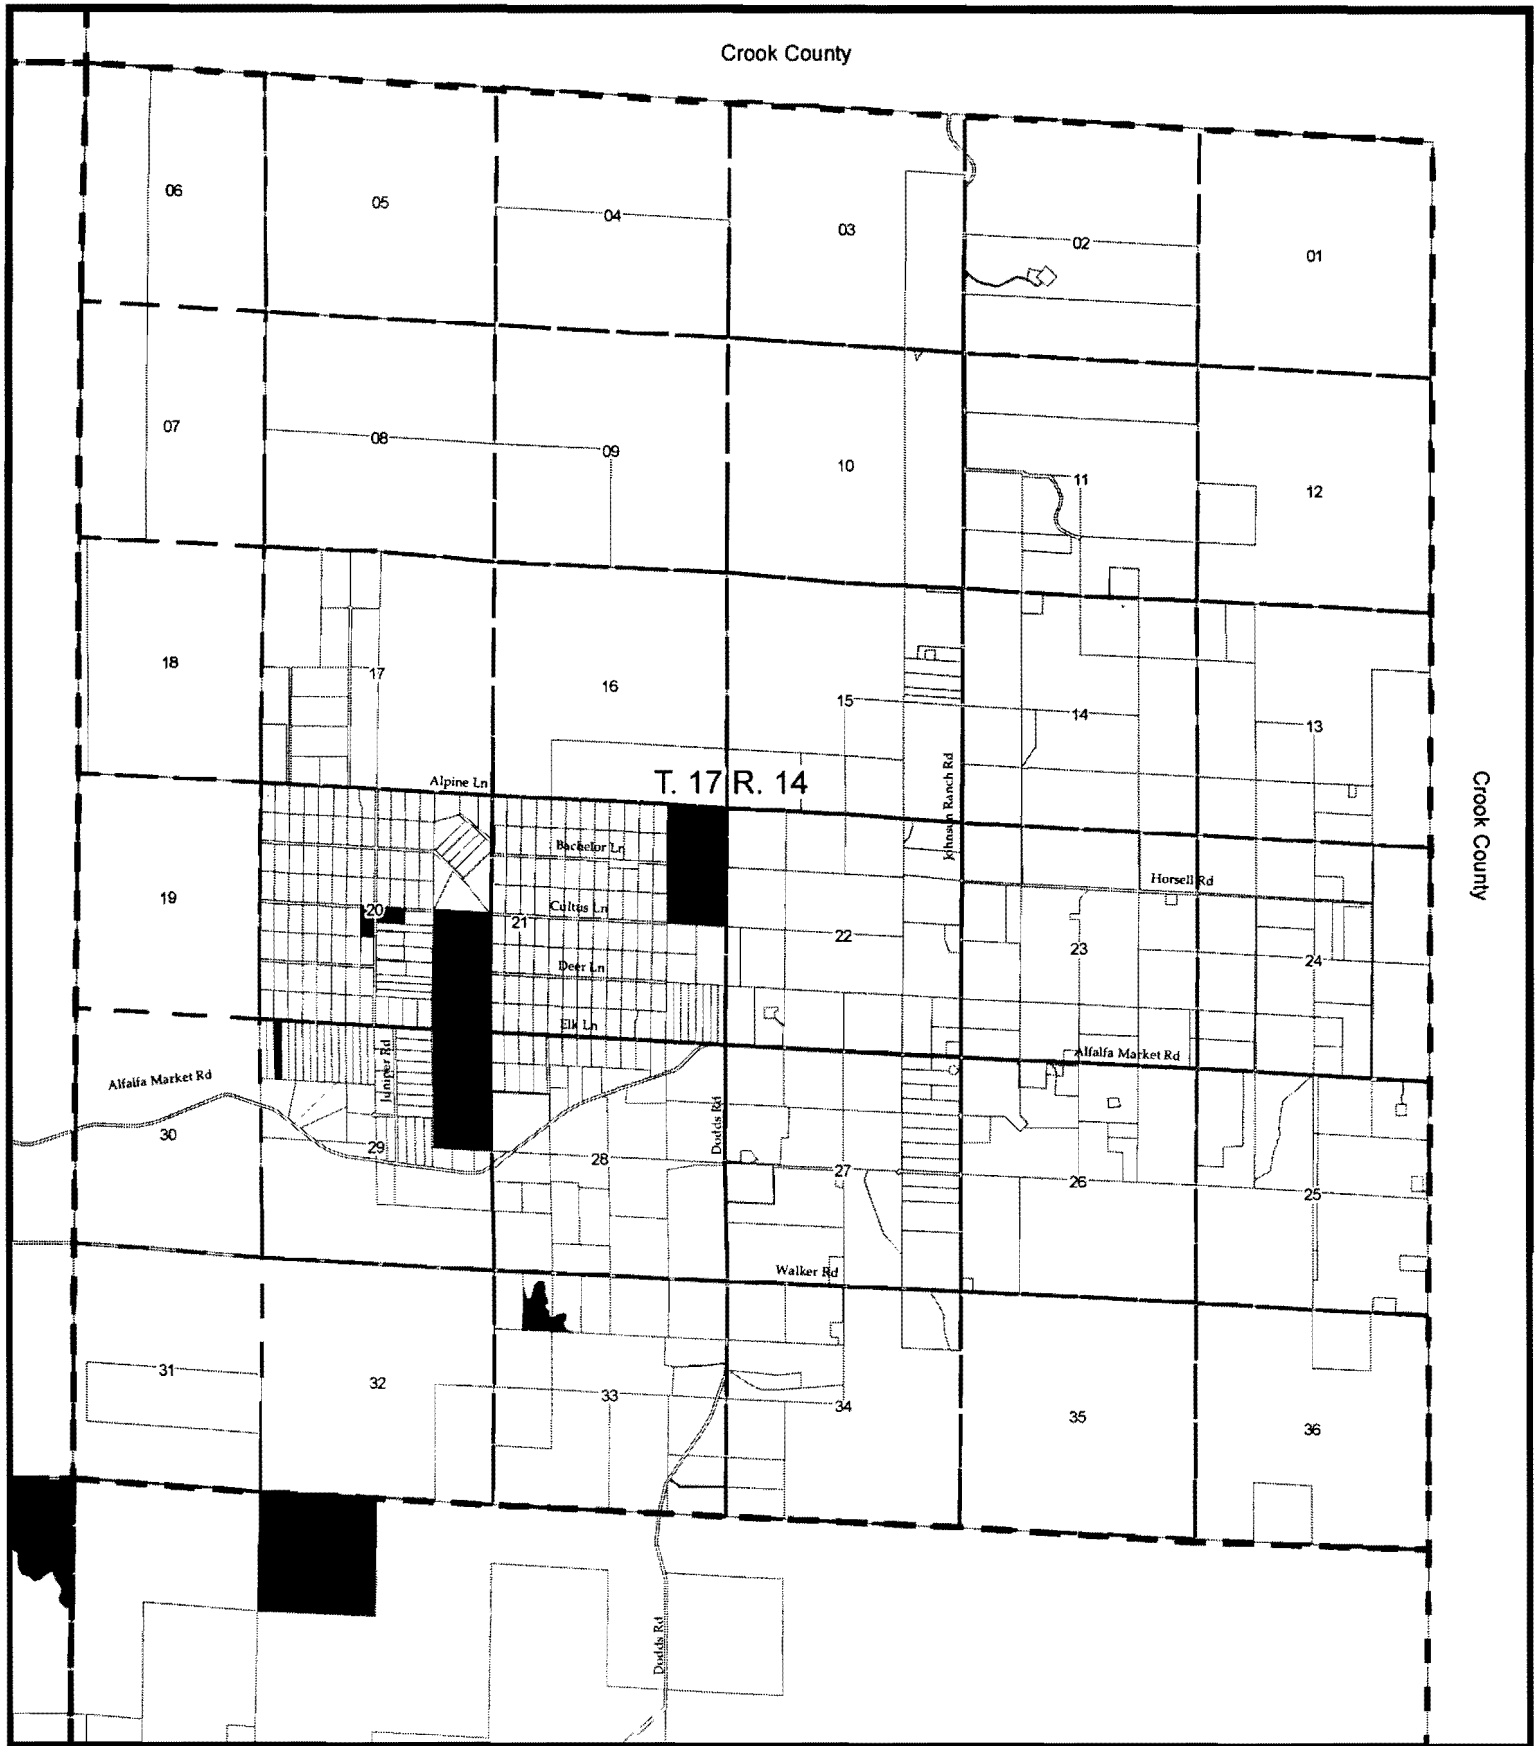 Crook County
06
05
04
03
02
01
07
08
09
10
11
12
18
17
16
15
14
13
Alpine Ln
T. 17 R. 14
Johnson Ranch Rd
Crook County
Bachelor Ln
Horsell Rd
19
20
Cultus Ln
21
22
23
24
Deer Ln
Elk Ln
Juniper Rd
Alfalfa Market Rd
Alfalfa Market Rd
Dodds Rd
30
29
28
27
26
25
Walker Rd
31
32
33
34
35
36
Dodds Rd